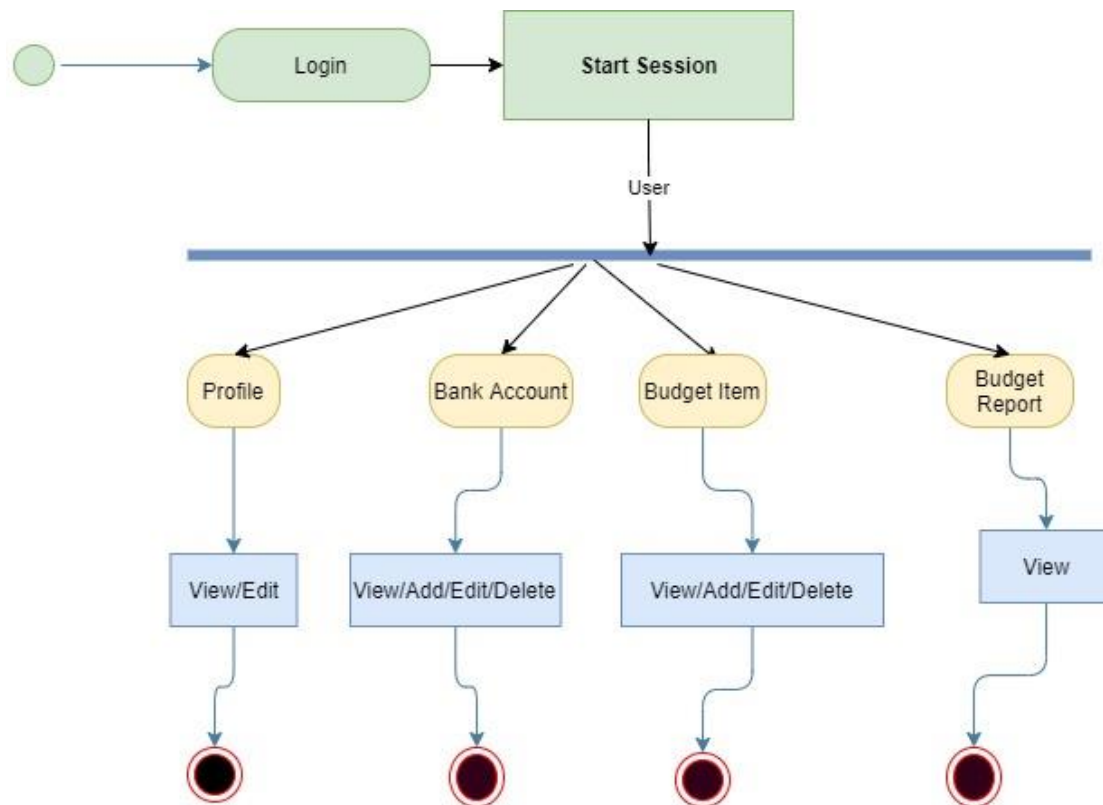 Login
Start Session
User
Profile
Bank Account
Budget Item
Budget
Report
View/Edit
View/Add/Edit/Delete
View/Add/Edit/Delete
View